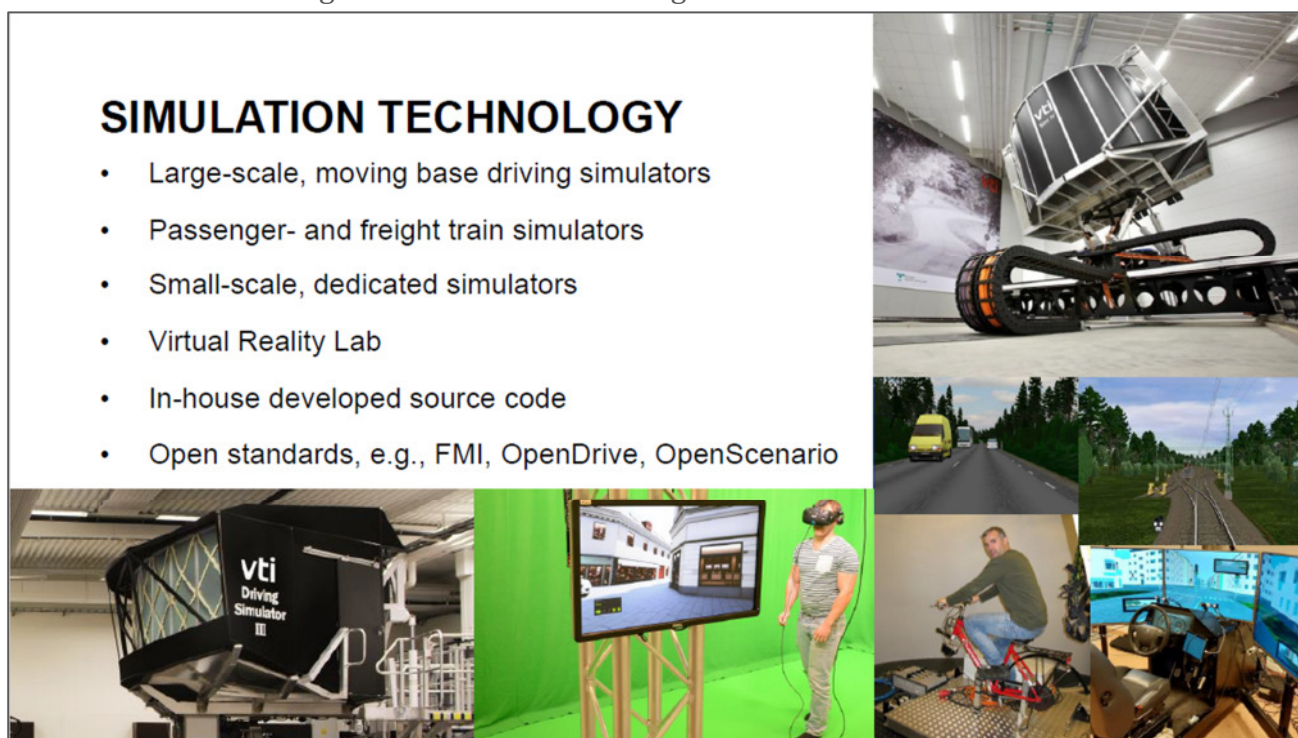 SIMULATION TECHNOLOGY
• Large-scale, moving base driving simulators
• Passenger- and freight train simulators
• Small-scale, dedicated simulators
• Virtual Reality Lab
• In-house developed source code
• Open standards, e.g., FMI, OpenDrive, OpenScenario
vti
vti
Driving
Simulator
III